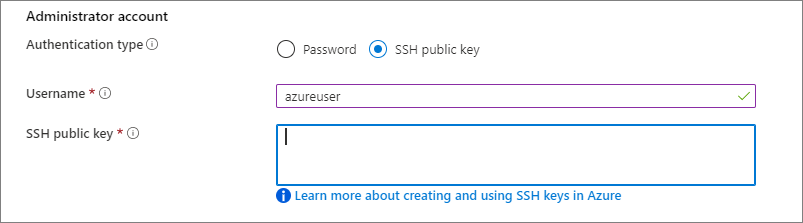 Administrator account
Authentication type
Password
SSH public key
Username *
azureuser
SSH public key *
Learn more about creating and using SSH keys in Azure